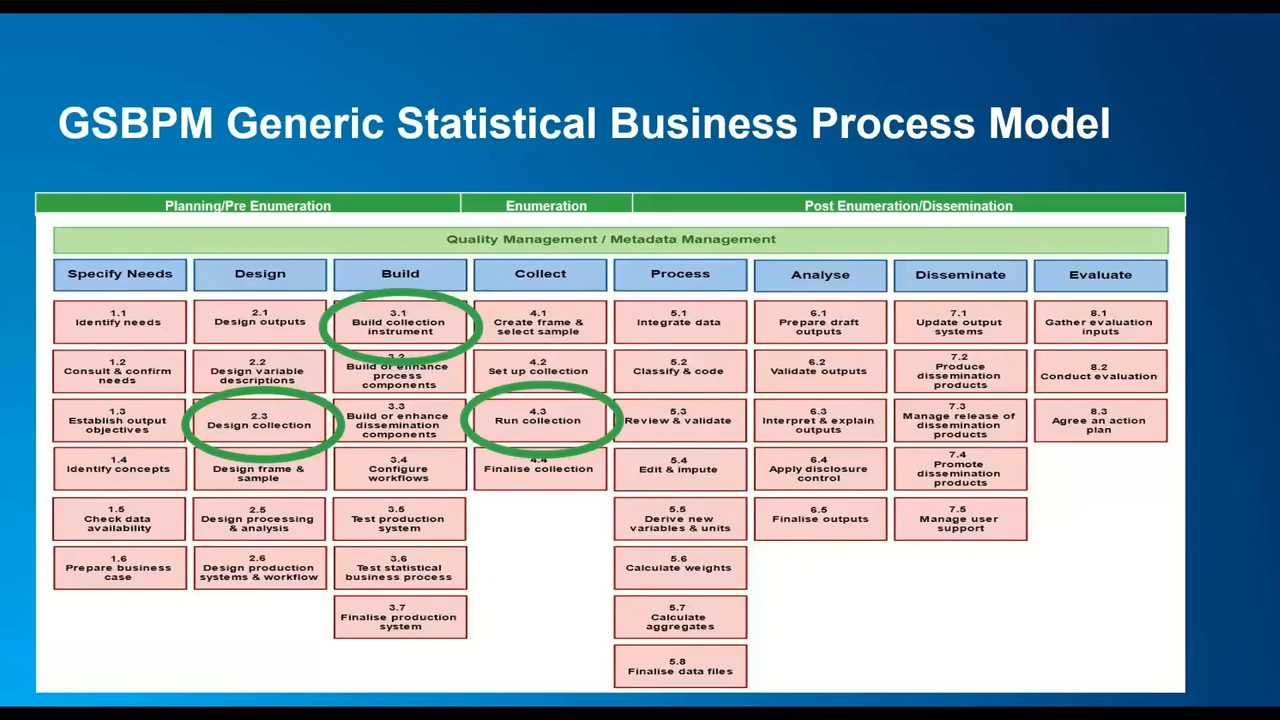 GSBPM Generic Statistical Business Process Model
Planning/Pre Enumeration
Enumeration
Post Enumeration/Dissemination
Quality Management / Metadata Management
Specify Needs
Design
Build
Collect
Process
Analyse
Disseminate
Evaluate
1.1
Identify needs
1.2
Consult & confirm
needs
1.3
Establish output
objectives
1.4
Identify concepts
1.5
Check data
availability
1.6
Prepare business
case
2.1
Design outputs
2.2
Design variable
descriptions
2.3
Design collection
Design frame &
sample
2.5
Design processing
& analysis
2.6
Design production
systems & workflow
3.1
Build collection
instrument
3.2
Build or enhance
process
components
3.3
Build or enhance
dissemination
components
3.4
Configure
workflows
3.5
Test production
system
3.6
Test statistical
business process
3.7
Finalise production
system
4.1
Create frame &
select sample
4.2
Set up collection
4.3
Run collection
4.4
Finalise collection
5.1
Integrate data
5.2
Classify & code
5.3
Review & validate
5.4
Edit & impute
5.5
Derive new
variables & units
5.6
Calculate weights
5.7
Calculate
aggregates
5.8
Finalise data files
6.1
Prepare draft
outputs
6.2
Validate outputs
6.3
Interpret & explain
outputs
6.4
Apply disclosure
control
6.5
Finalise outputs
7.1
Update output
systems
7.2
Produce
dissemination
products
7.3
Manage release of
dissemination
products
7.4
Promote
dissemination
products
7.5
Manage user
support
8.1
Gather evaluation
inputs
8.2
Conduct evaluation
8.3
Agree an action
plan